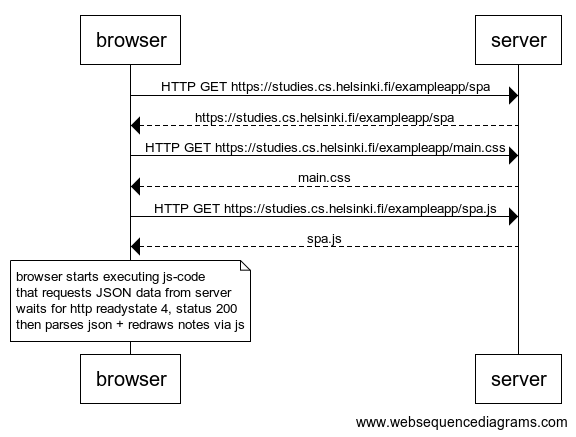 browser
server
HTTP GET https://studies.cs.helsinki.fi/exampleapp/spa
https://studies.cs.helsinki.fi/exampleapp/spa
HTTP GET https://studies.cs.helsinki.fi/exampleapp/main.css
main.css
HTTP GET https://studies.cs.helsinki.fi/exampleapp/spa.js
spa.js
browser starts executing js-code
that requests JSON data from server
waits for http readystate 4, status 200
then parses json + redraws notes via js
browser
server
www.websequencediagrams.com